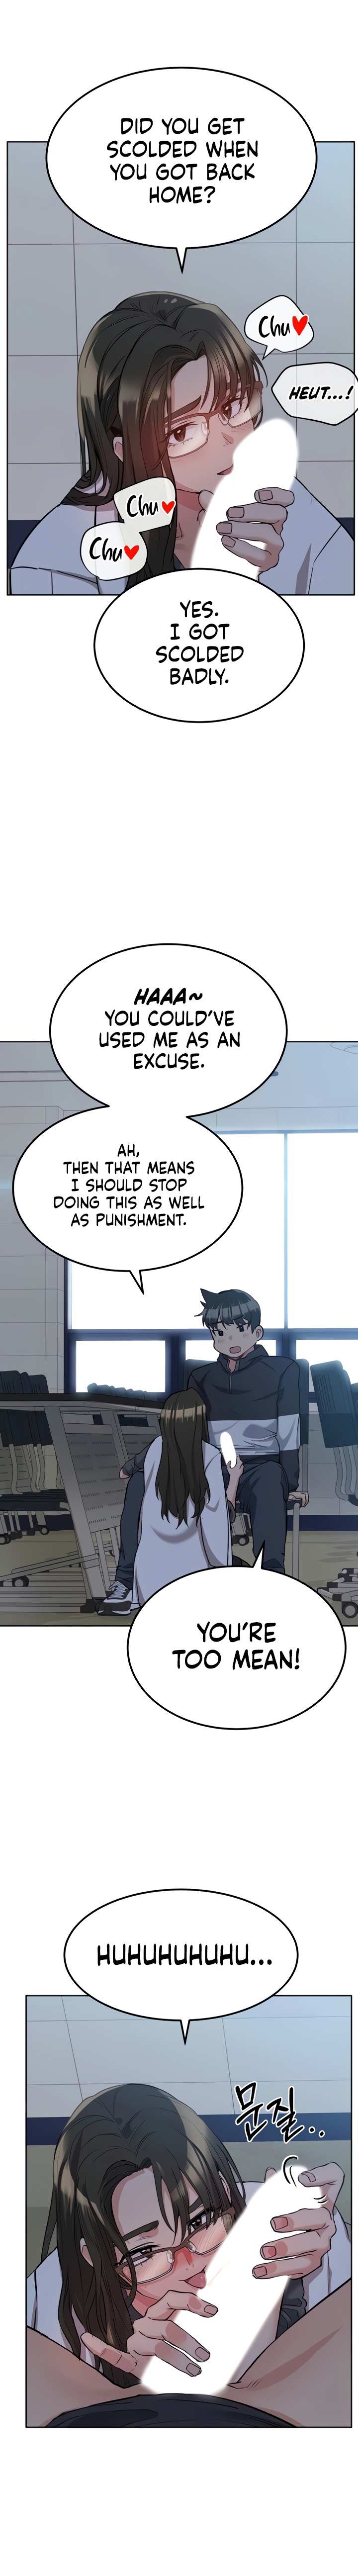 DID YOU GET
SCOLDED WHEN
YOU GOT BACK
HOME?
Chu
HEUT...!
Chu
Chu
YES.
I GOT
SCOLDED
BADLY.
HAAA~
YOU COULD'VE
USED ME AS AN
EXCUSE.
AH,
THEN THAT MEANS
I SHOULD STOP
DOING THIS AS WELL
AS PUNISHMENT.
YOU'RE
TOO MEAN!
HUHUHUHUHU...
문질..